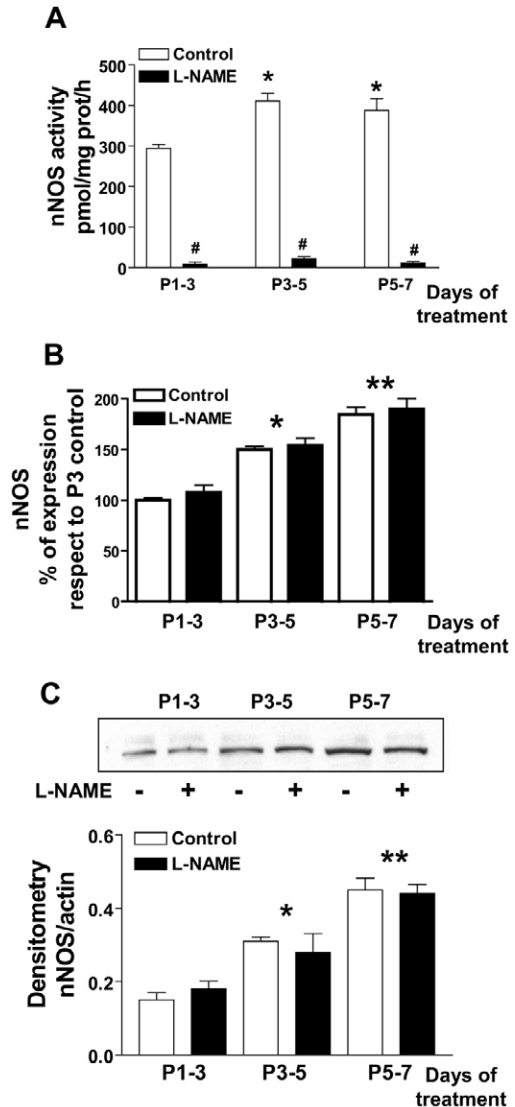 A
Control
L-NAME
nNOS activity
pmol/mg prot/h
500
400
300
200
100
0
*
*
#
#
#
P1-3 P3-5 P5-7
Days of
treatment
B
Control
L-NAME
nNOS
% of expression
respect to P3 control
200
150
100
50
0
*
**
P1-3 P3-5 P5-7
Days of
treatment
C
P1-3 P3-5 P5-7
L-NAME - + - + - +
Control
L-NAME
Densitometry
nNOS/actin
0.6
0.4
0.2
0.0
*
**
P1-3 P3-5 P5-7
Days of
treatment